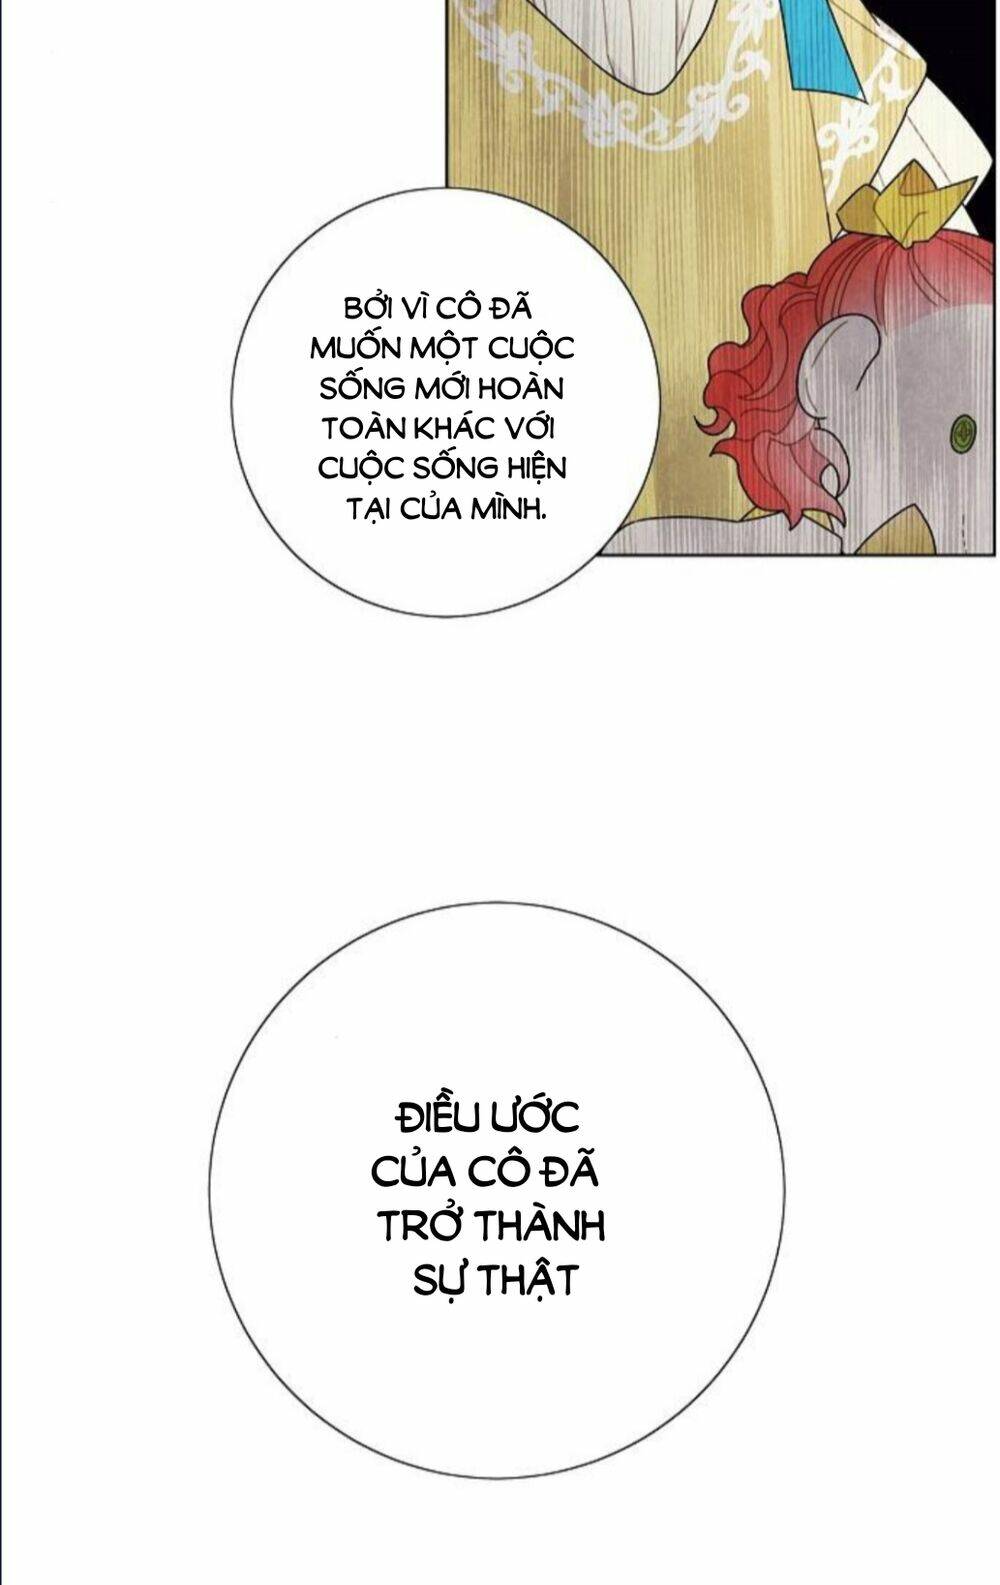 BỞI VÌ CÔ ĐÃ
MUỐN MỘT CUỘC
SỐNG MỚI HOÀN
TOÀN KHÁC VỚI
CUỘC SỐNG HIỆN
TẠI CỦA MÌNH.
ĐIỀU ƯỚC
CỦA CÔ ĐÃ
TRỞ THÀNH
SỰ THẬT